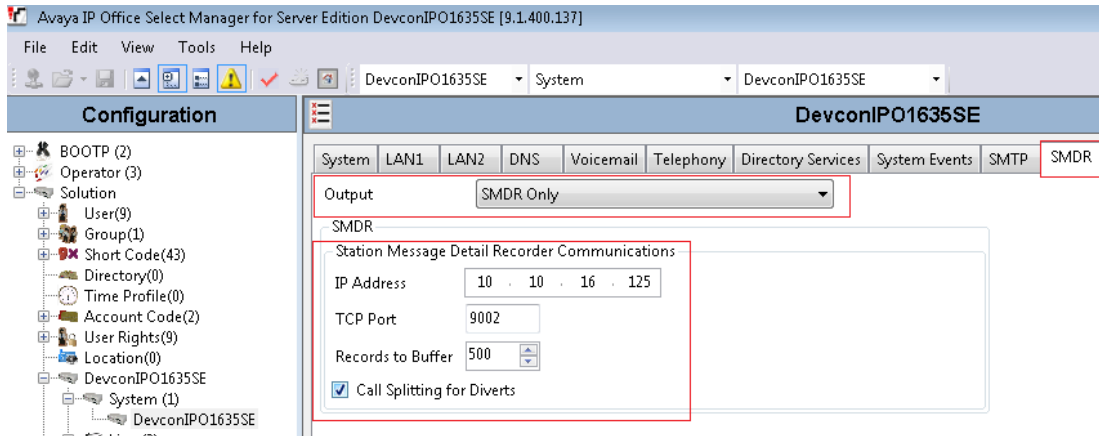 Avaya IP Office Select Manager for Server Edition DevconIPO1635SE [9.1.400.137]
File Edit View Tools Help
DevconIPO1635SE System DevconIPO1635SE
Configuration
DevconIPO1635SE
BOOTP (2)
Operator (3)
Solution
User(9)
Group(1)
Short Code(43)
Directory(0)
Time Profile(0)
Account Code(2)
User Rights(9)
Location(0)
DevconIPO1635SE
System (1)
DevconIPO1635SE
System LAN1 LAN2 DNS Voicemail Telephony Directory Services System Events SMTP SMDR
Output SMDR Only
SMDR
Station Message Detail Recorder Communications
IP Address 10 . 10 . 16 . 125
TCP Port 9002
Records to Buffer 500
Call Splitting for Diverts